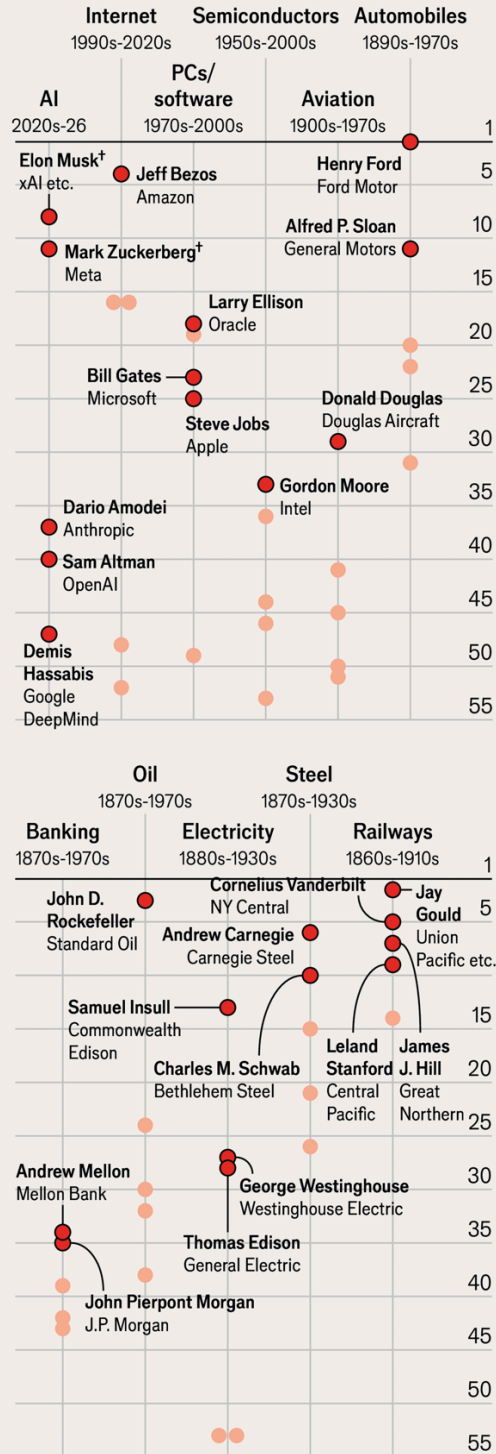 Internet
1990s-2020s
Semiconductors
1950s-2000s
Automobiles
1890s-1970s
AI
2020s-26
PCs/
software
1970s-2000s
Aviation
1900s-1970s
1
Elon Musk†
xAI etc.
Jeff Bezos
Amazon
Henry Ford
Ford Motor
5
Alfred P. Sloan
General Motors
10
Mark Zuckerberg†
Meta
15
Larry Ellison
Oracle
20
Bill Gates
Microsoft
25
Steve Jobs
Apple
Donald Douglas
Douglas Aircraft
30
Gordon Moore
Intel
35
Dario Amodei
Anthropic
40
Sam Altman
OpenAI
45
Demis
Hassabis
Google
DeepMind
50
55
Oil
1870s-1970s
Steel
1870s-1930s
Banking
1870s-1970s
Electricity
1880s-1930s
Railways
1860s-1910s
1
John D.
Rockefeller
Standard Oil
Cornelius Vanderbilt
NY Central
Jay
Gould
Union
Pacific etc.
5
Andrew Carnegie
Carnegie Steel
Samuel Insull
Commonwealth
Edison
15
Charles M. Schwab
Bethlehem Steel
Leland
Stanford
Central
Pacific
James
J. Hill
Great
Northern
20
25
Andrew Mellon
Mellon Bank
George Westinghouse
Westinghouse Electric
30
Thomas Edison
General Electric
35
John Pierpont Morgan
J.P. Morgan
40
45
50
55